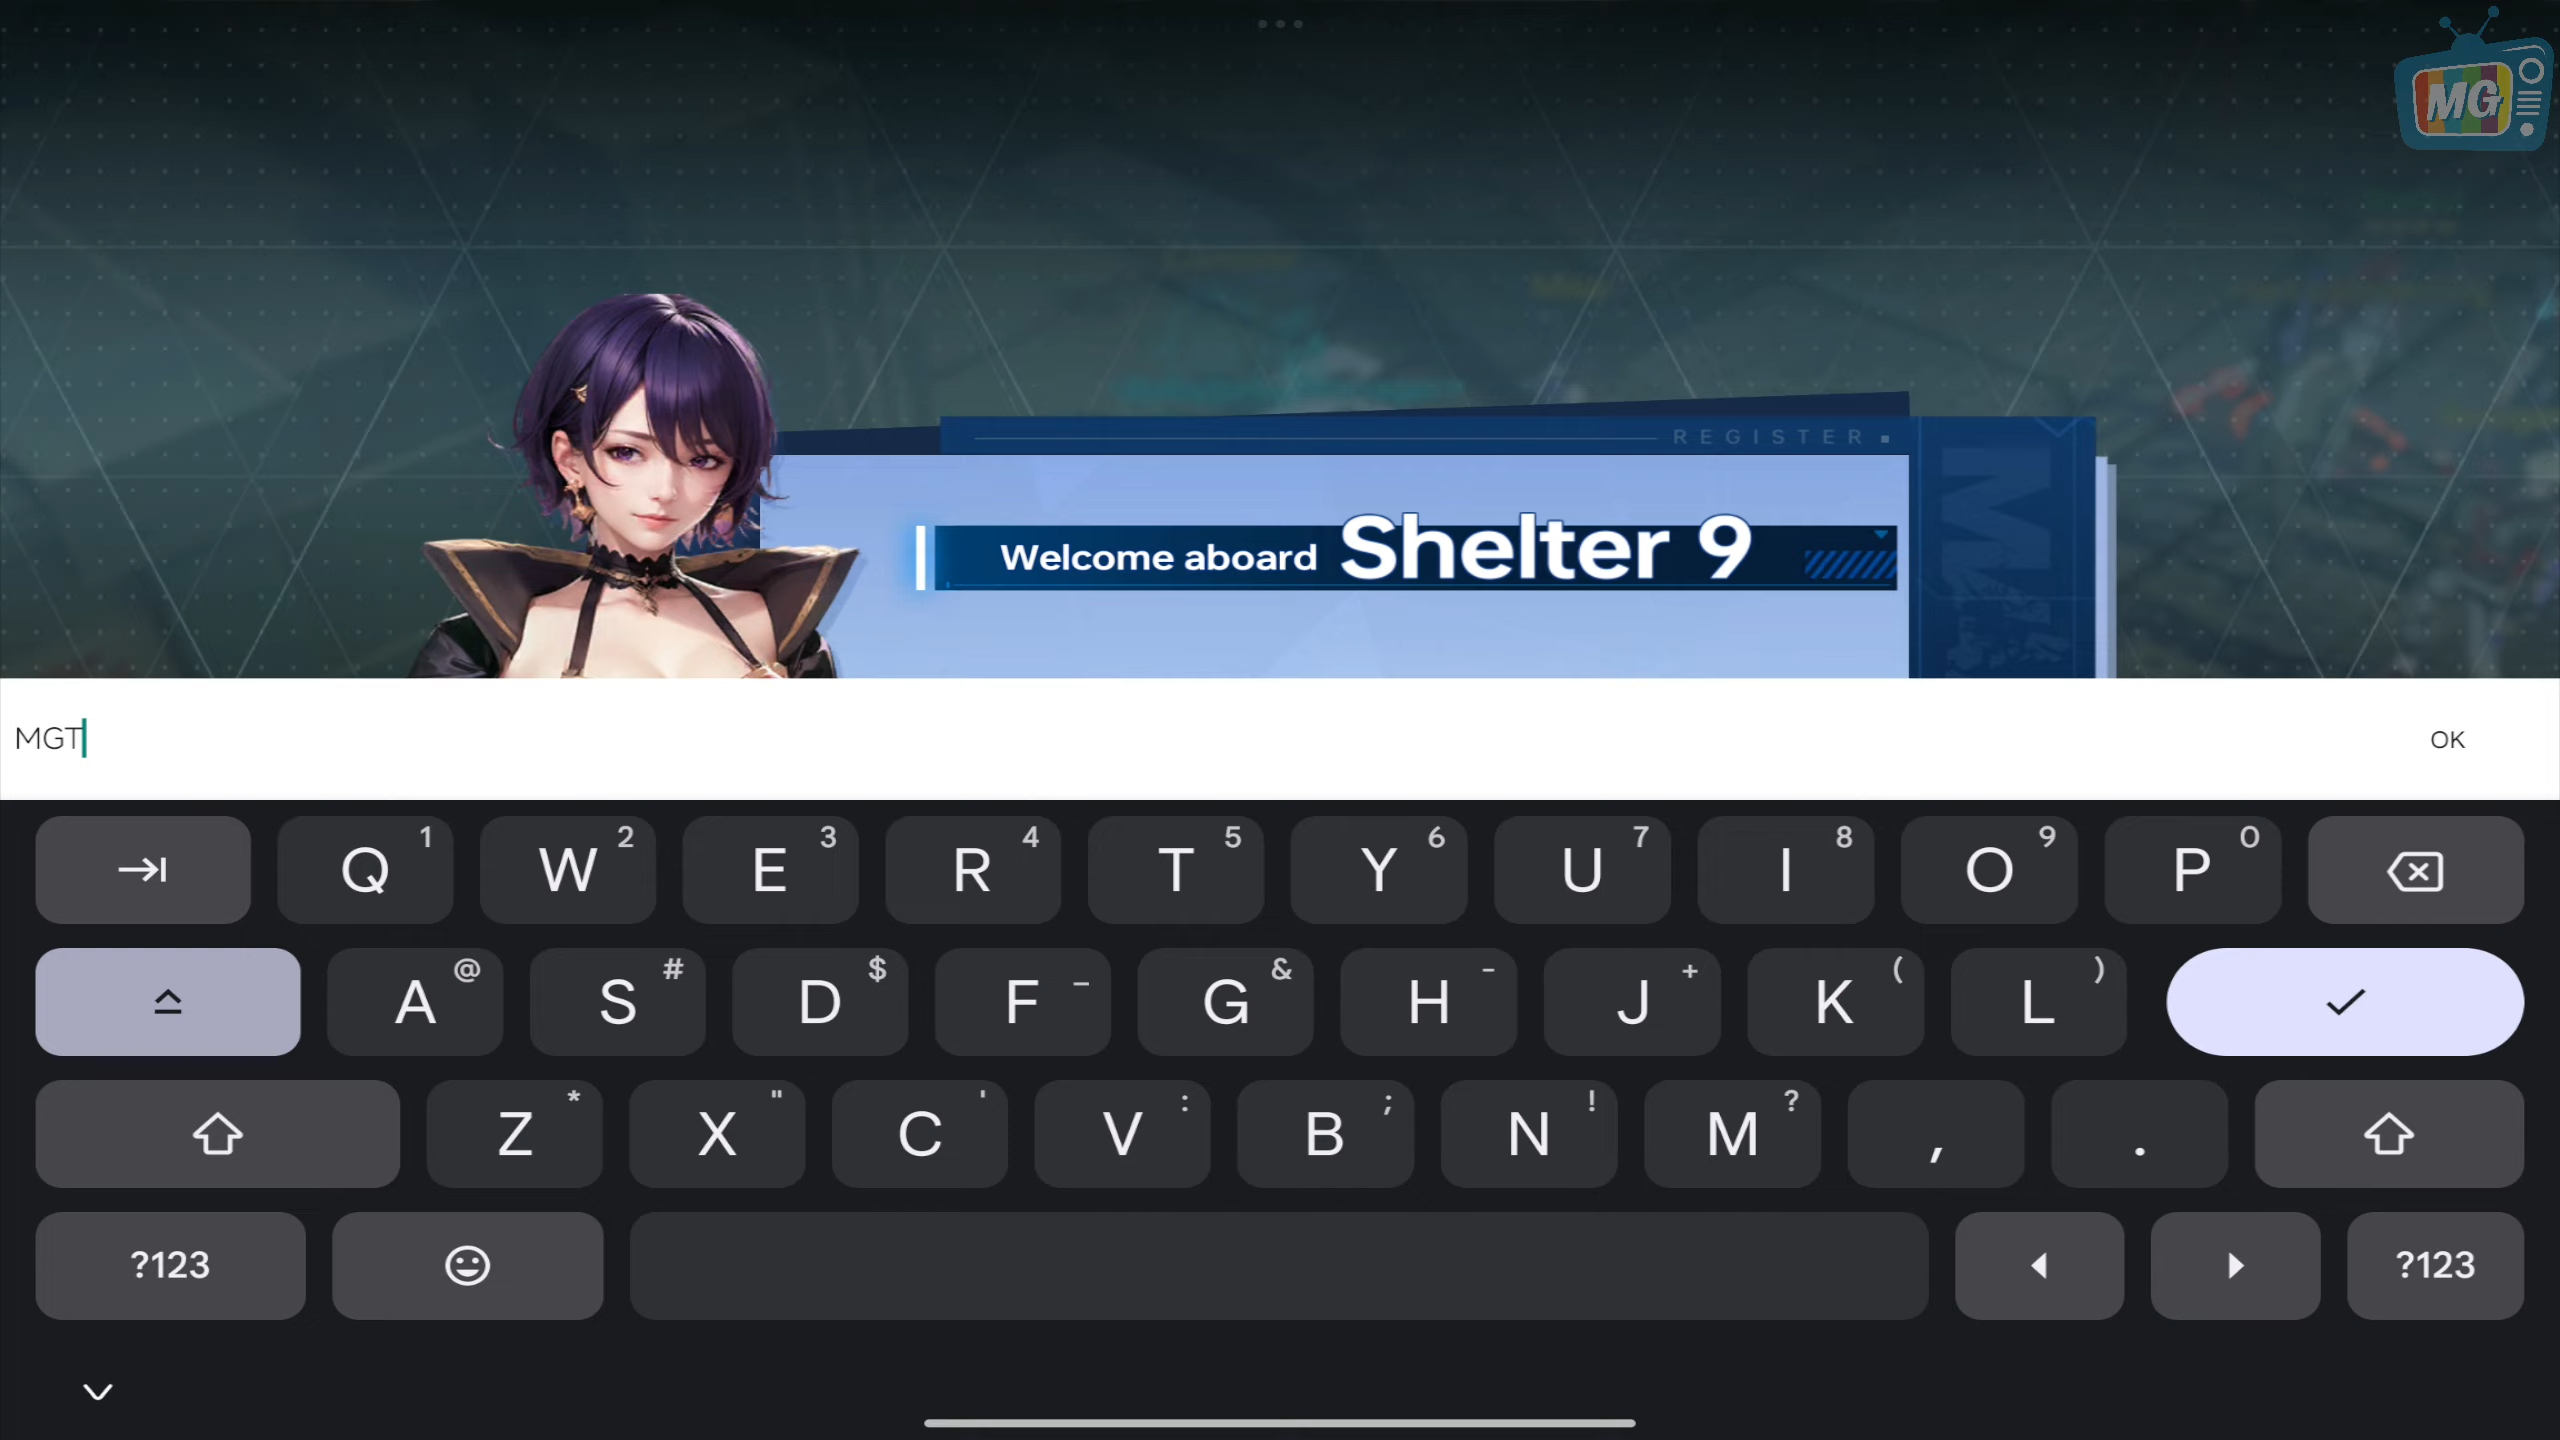 MG
REGISTER
Welcome aboard Shelter 9
MGT
OK
Q 1 W 2 E 3 R 4 T 5 Y 6 U 7 I 8 O 9 P 0
A @ S # D $ F _ G & H - J + K ( L )
Z * X " C ' V : B ; N ! M ? , .
?123 ?123